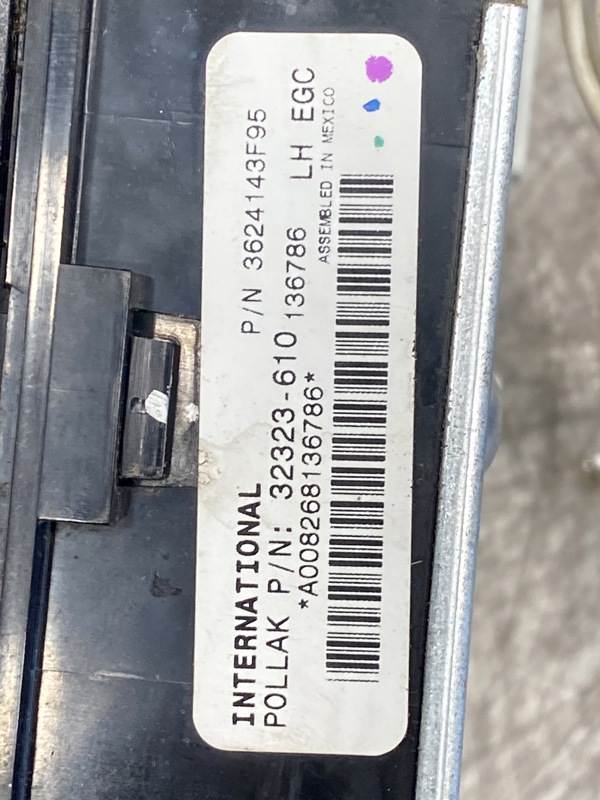 INTERNATIONAL P/N 3624143F95
POLLAK P/N: 32323-610 136786 LH EGC
*A008268136786* ASSEMBLED IN MEXICO